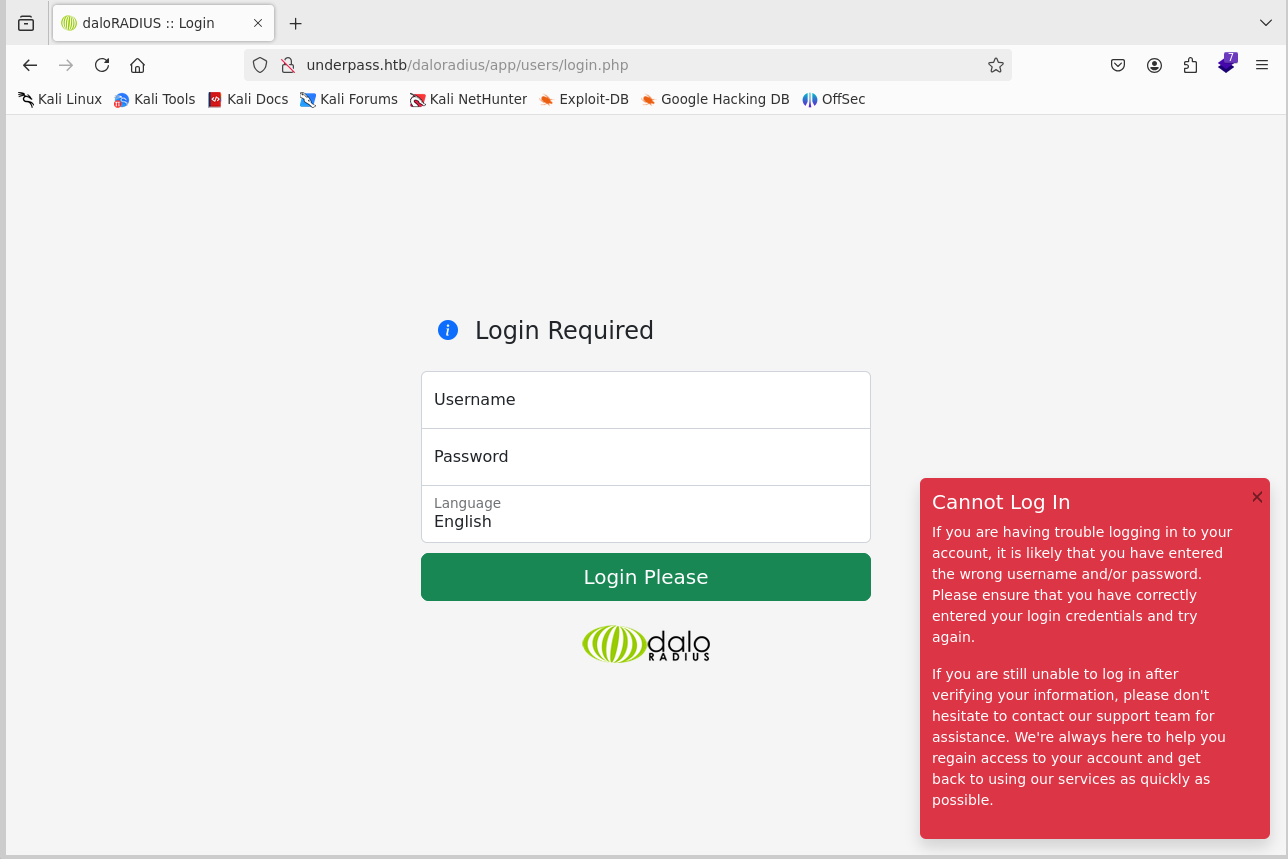 daloRADIUS :: Login
underpass.htb/daloradius/app/users/login.php
7
Kali Linux Kali Tools Kali Docs Kali Forums Kali NetHunter Exploit-DB Google Hacking DB OffSec
Login Required
Username
Password
Language
English
Login Please
dalo
RADIUS
Cannot Log In
If you are having trouble logging in to your
account, it is likely that you have entered
the wrong username and/or password.
Please ensure that you have correctly
entered your login credentials and try
again.
If you are still unable to log in after
verifying your information, please don't
hesitate to contact our support team for
assistance. We're always here to help you
regain access to your account and get
back to using our services as quickly as
possible.